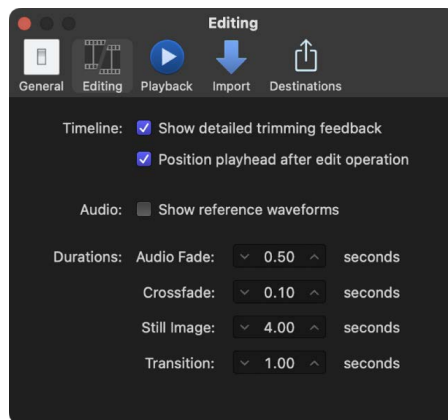 Editing
General Editing Playback Import Destinations
Timeline: Show detailed trimming feedback
Position playhead after edit operation
Audio: Show reference waveforms
Durations: Audio Fade: 0.50 seconds
Crossfade: 0.10 seconds
Still Image: 4.00 seconds
Transition: 1.00 seconds